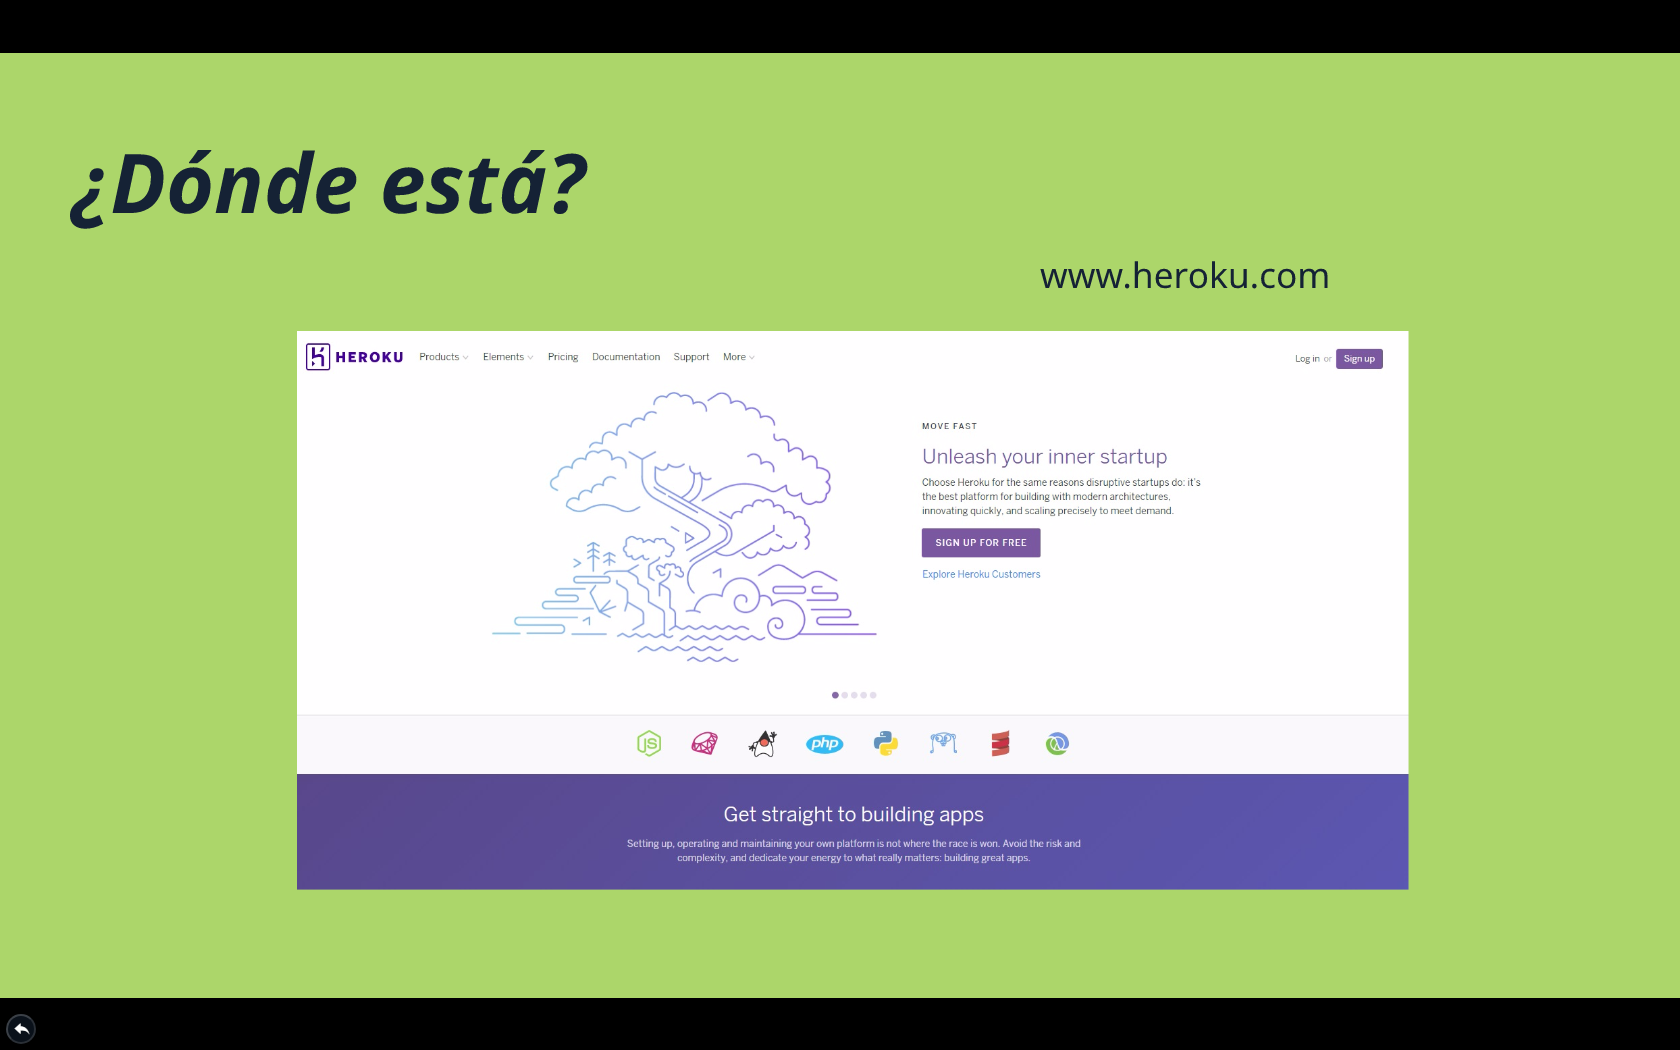 ¿Dónde está?
www.heroku.com
HEROKU Products Elements Pricing Documentation Support More Log in or Sign up
MOVE FAST
Unleash your inner startup
Choose Heroku for the same reasons disruptive startups do: it's
the best platform for building with modern architectures,
innovating quickly, and scaling precisely to meet demand.
SIGN UP FOR FREE
Explore Heroku Customers
JS php
Get straight to building apps
Setting up, operating and maintaining your own platform is not where the race is won. Avoid the risk and
complexity, and dedicate your energy to what really matters: building great apps.